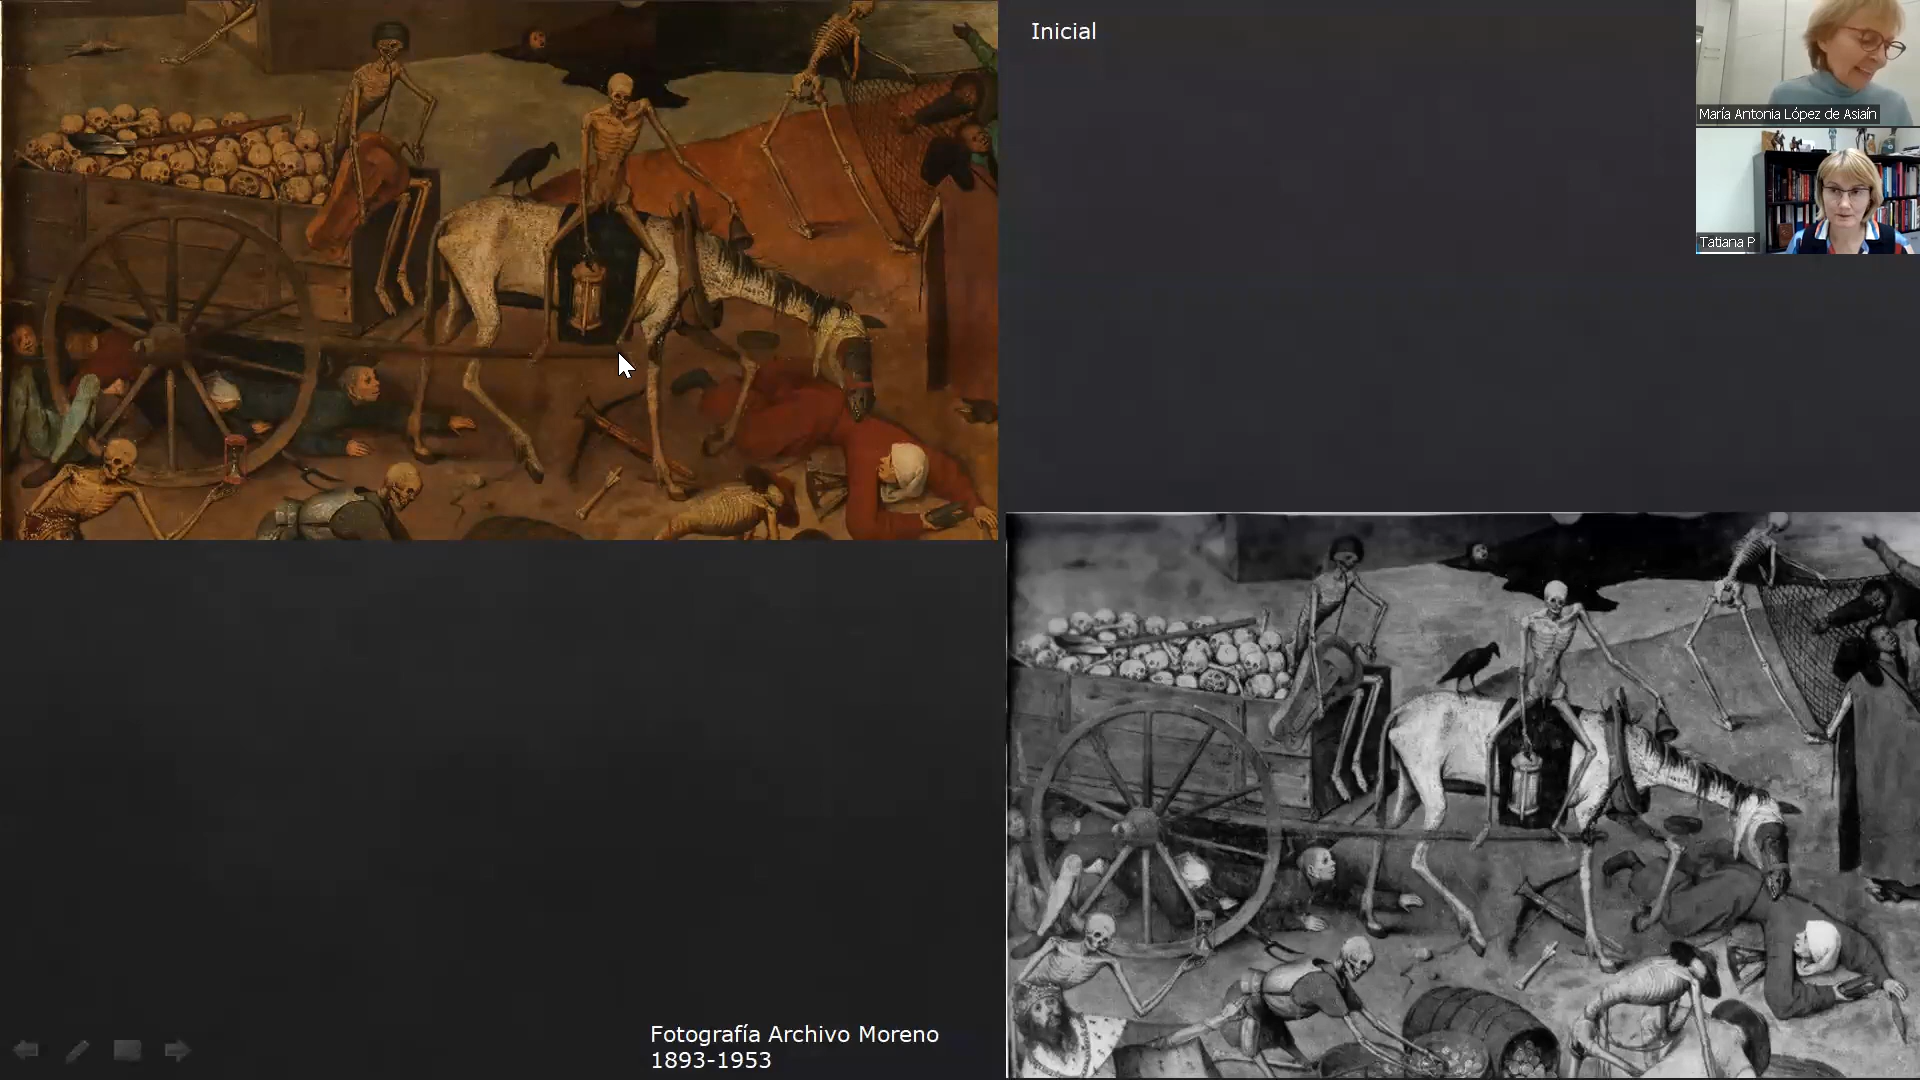 Inicial
María Antonia López de Asiaín
Tatiana P
Fotografía Archivo Moreno
1893-1953